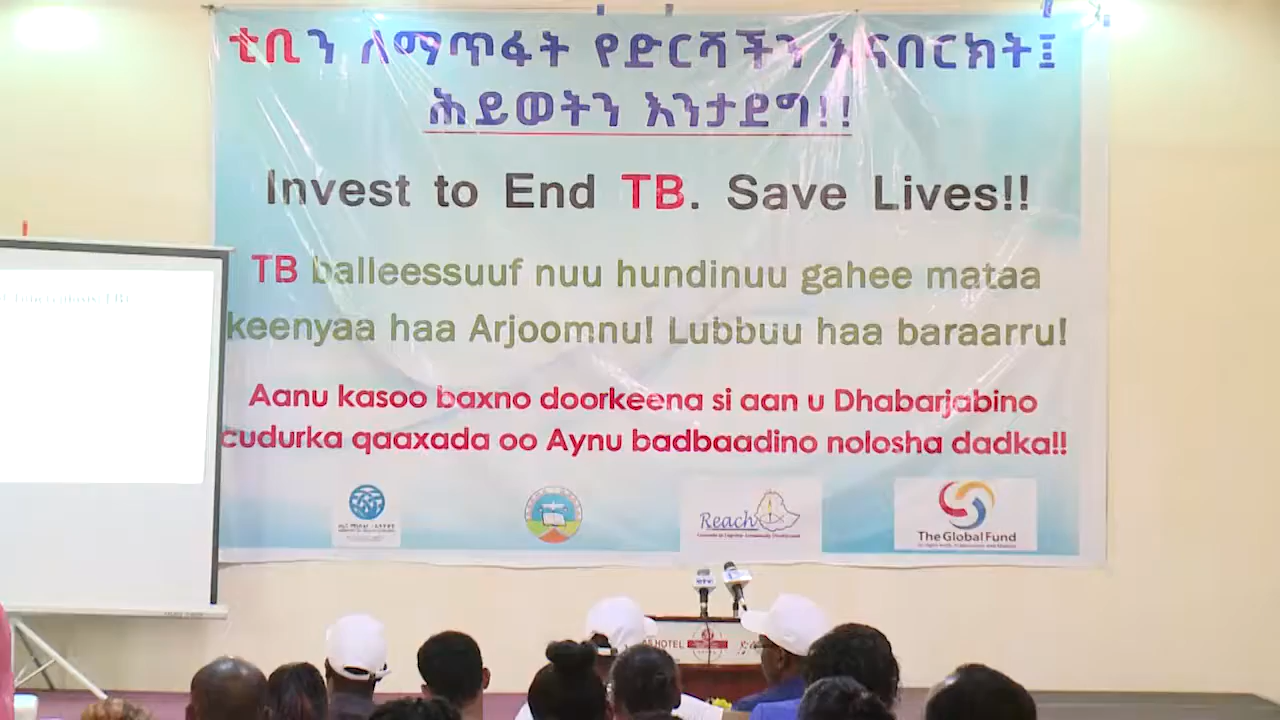 ቲቢን ለማጥፋት የድርሻችን እናበርክት፤
ሕይወትን እንታደግ!!
Invest to End TB. Save Lives!!
TB balleessuuf nuu hundinuu gahee mataa
keenyaa haa Arjoomnu! Lubbuu haa baraarru!
Aanu kasoo baxno doorkeena si aan u Dhabarjabino
cudurka qaaxada oo Aynu badbaadino nolosha dadka!!
Reach
The Global Fund
HOTEL